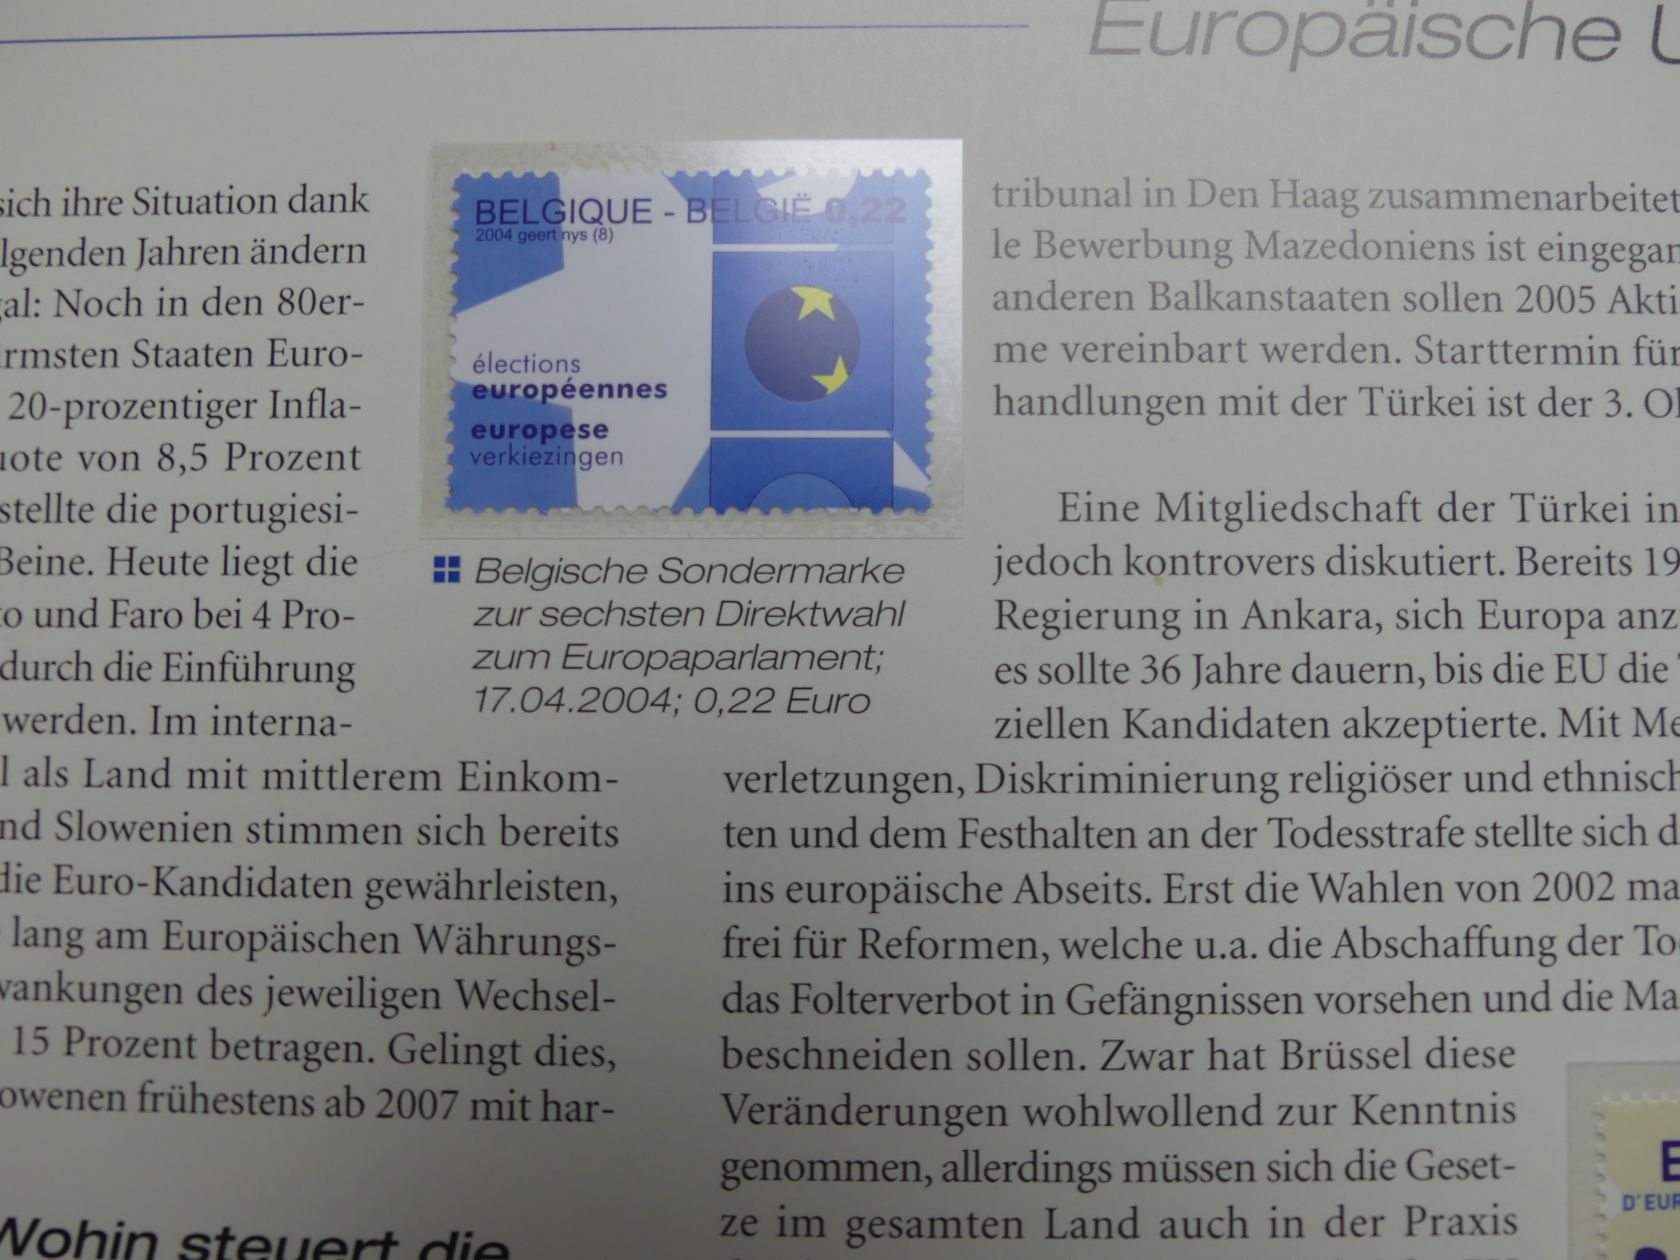 Europäische
sich ihre Situation dank
lgenden Jahren ändern
gal: Noch in den 80er-
rmsten Staaten Euro-
20-prozentiger Infla-
uote von 8,5 Prozent
stellte die portugiesi-
Beine. Heute liegt die
to und Faro bei 4 Pro-
durch die Einführung
werden. Im interna-
l als Land mit mittlerem Einkom-
nd Slowenien stimmen sich bereits
die Euro-Kandidaten gewährleisten,
lang am Europäischen Währungs-
wankungen des jeweiligen Wechsel-
15 Prozent betragen. Gelingt dies,
owenen frühestens ab 2007 mit har-
Wohin steuert die
BELGIQUE - BELGIË 0,22
2004 geert nys (8)
élections
européennes
europese
verkiezingen
Belgische Sondermarke
zur sechsten Direktwahl
zum Europaparlament;
17.04.2004; 0,22 Euro
tribunal in Den Haag zusammenarbeitet
le Bewerbung Mazedoniens ist eingegan
anderen Balkanstaaten sollen 2005 Akti
me vereinbart werden. Starttermin für
handlungen mit der Türkei ist der 3.
Eine Mitgliedschaft der Türkei in
jedoch kontrovers diskutiert. Bereits 19
Regierung in Ankara, sich Europa anz
es sollte 36 Jahre dauern, bis die EU die
ziellen Kandidaten akzeptierte. Mit Me
verletzungen, Diskriminierung religiöser und ethnisch
ten und dem Festhalten an der Todesstrafe stellte sich d
ins europäische Abseits. Erst die Wahlen von 2002 ma
frei für Reformen, welche u.a. die Abschaffung der To
das Folterverbot in Gefängnissen vorsehen und die Ma
beschneiden sollen. Zwar hat Brüssel diese
Veränderungen wohlwollend zur Kenntnis
genommen, allerdings müssen sich die Geset-
ze im gesamten Land auch in der Praxis
D'EUR